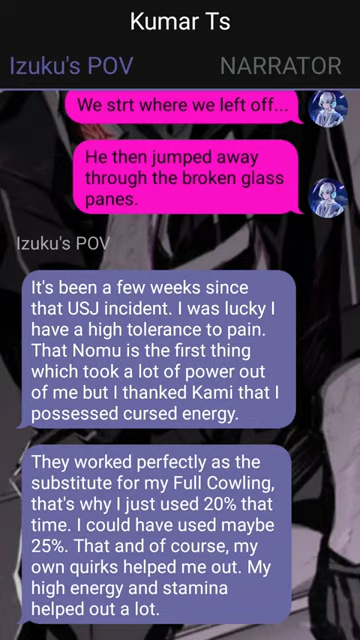 Kumar Ts
Izuku's POV
NARRATOR
We strt where we left off...
He then jumped away
through the broken glass
panes.
Izuku's POV
It's been a few weeks since
that USJ incident. I was lucky I
have a high tolerance to pain.
That Nomu is the first thing
which took a lot of power out
of me but I thanked Kami that I
possessed cursed energy.
They worked perfectly as the
substitute for my Full Cowling,
that's why I just used 20% that
time. I could have used maybe
25%. That and of course, my
own quirks helped me out. My
high energy and stamina
helped out a lot.